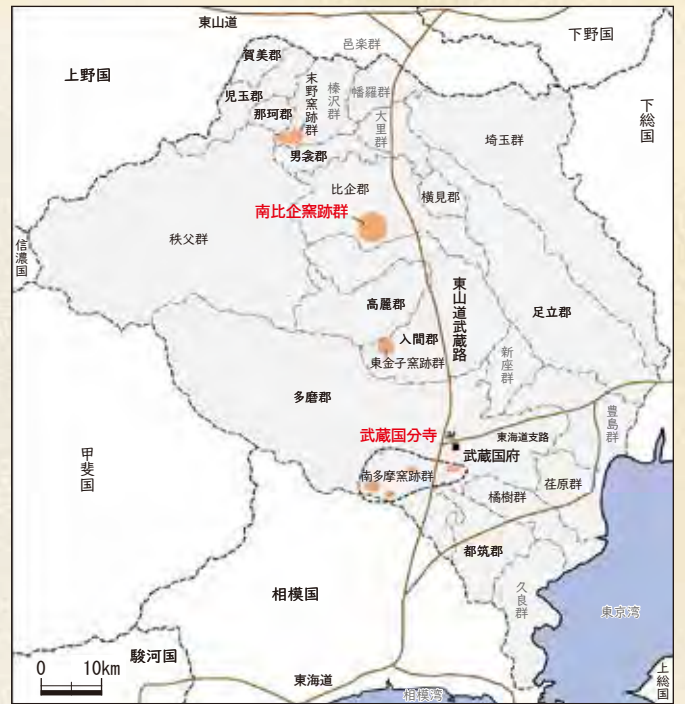 東山道
邑楽群
下野国
上野国
賀美郡
児玉郡
那珂郡
末野窯跡群
榛沢群
幡羅群
大里群
男衾郡
埼玉群
下総国
比企郡
横見郡
南比企窯跡群
秩父群
信濃国
高麗郡
東山道武蔵路
足立郡
入間郡
東金子窯跡群
新座群
多磨郡
豊島群
武蔵国分寺
東海道支路
武蔵国府
甲斐国
南多摩窯跡群
荏原群
橘樹群
都筑郡
久良群
東京湾
相模国
駿河国
0 10km
東海道
相模湾
上総国